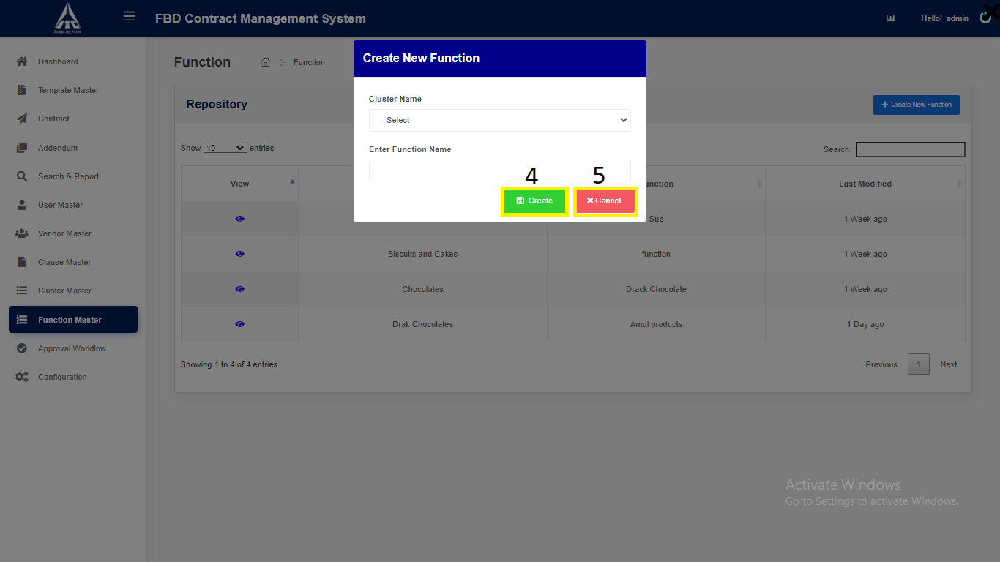 FBD Contract Management System
Hello! admin
Enduring Value
Dashboard
Template Master
Contract
Addendum
Search & Report
User Master
Vendor Master
Clause Master
Cluster Master
Function Master
Approval Workflow
Configuration
Function
Function
Repository
Create New Function
Show 10 entries
Search:
View
unction
Last Modified
Sub
1 Week ago
Biscuits and Cakes
function
1 Week ago
Chocolates
Drack Chocolate
1 Week ago
Drak Chocolates
Amul products
1 Day ago
Showing 1 to 4 of 4 entries
Previous
1
Next
Create New Function
Cluster Name
--Select--
Enter Function Name
4
5
Create
Cancel
Activate Windows
Go to Settings to activate Windows.